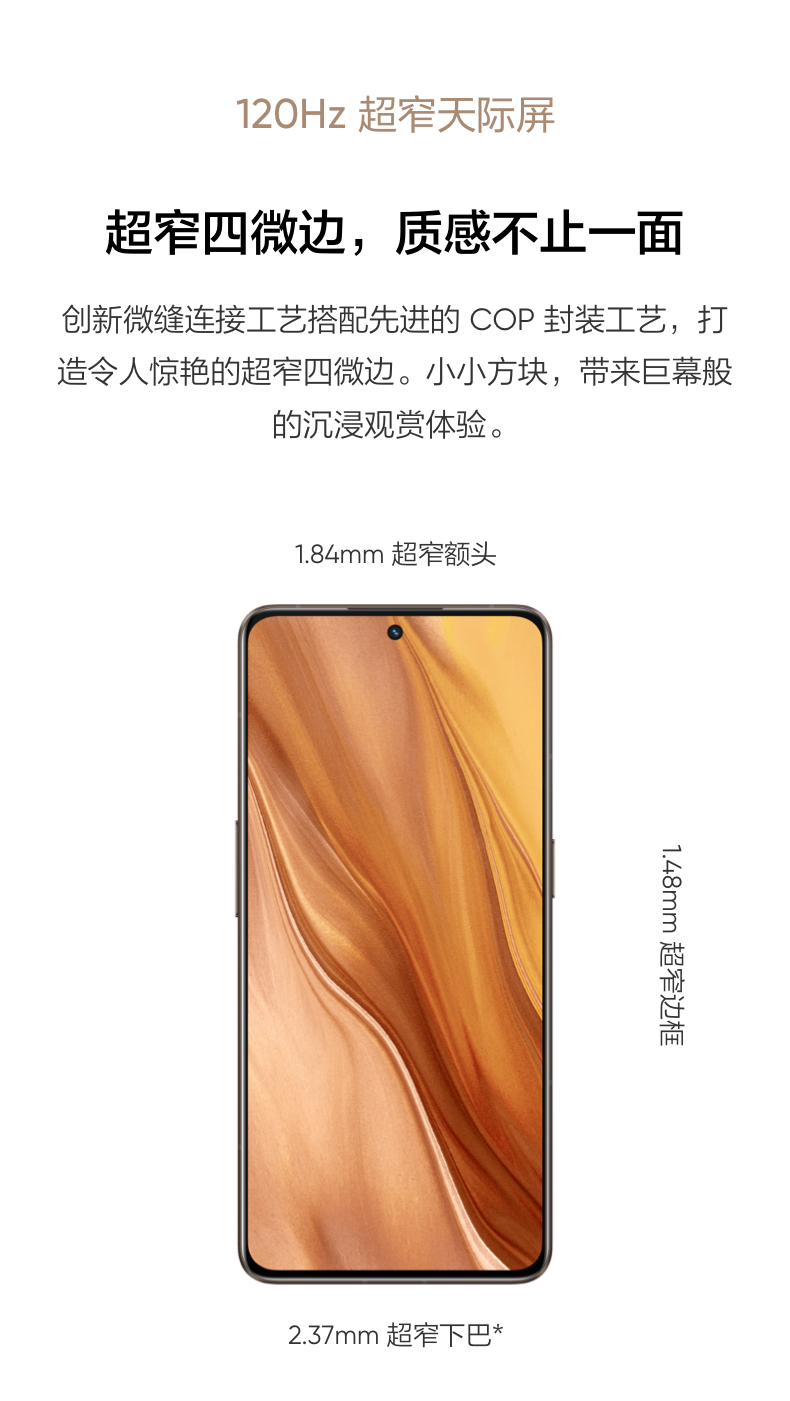 120Hz 超窄天际屏
超窄四微边，质感不止一面
创新微缝连接工艺搭配先进的 COP 封装工艺，打
造令人惊艳的超窄四微边。小小方块，带来巨幕般
的沉浸观赏体验。
1.84mm 超窄额头
1.48mm 超窄边框
2.37mm 超窄下巴*